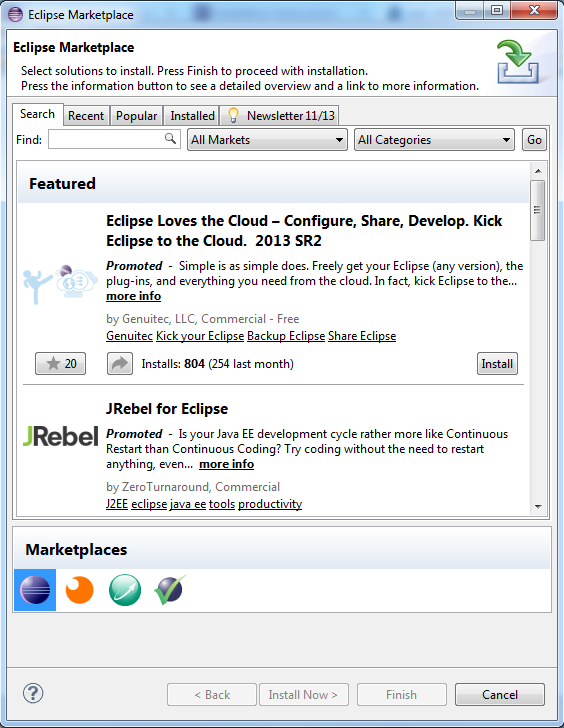 Eclipse Marketplace
Eclipse Marketplace
Select solutions to install. Press Finish to proceed with installation.
Press the information button to see a detailed overview and a link to more information.
Search Recent Popular Installed Newsletter 11/13
Find: All Markets All Categories Go
Featured
Eclipse Loves the Cloud – Configure, Share, Develop. Kick
Eclipse to the Cloud. 2013 SR2
Promoted - Simple is as simple does. Freely get your Eclipse (any version), the
plug-ins, and everything you need from the cloud. In fact, kick Eclipse to the...
more info
by Genuitec, LLC, Commercial - Free
Genuitec Kick your Eclipse Backup Eclipse Share Eclipse
20 Installs: 804 (254 last month) Install
JRebel for Eclipse
JRebel
Promoted - Is your Java EE development cycle rather more like Continuous
Restart than Continuous Coding? Try coding without the need to restart
anything, even... more info
by ZeroTurnaround, Commercial
J2EE eclipse java ee tools productivity
Marketplaces
? < Back Install Now > Finish Cancel